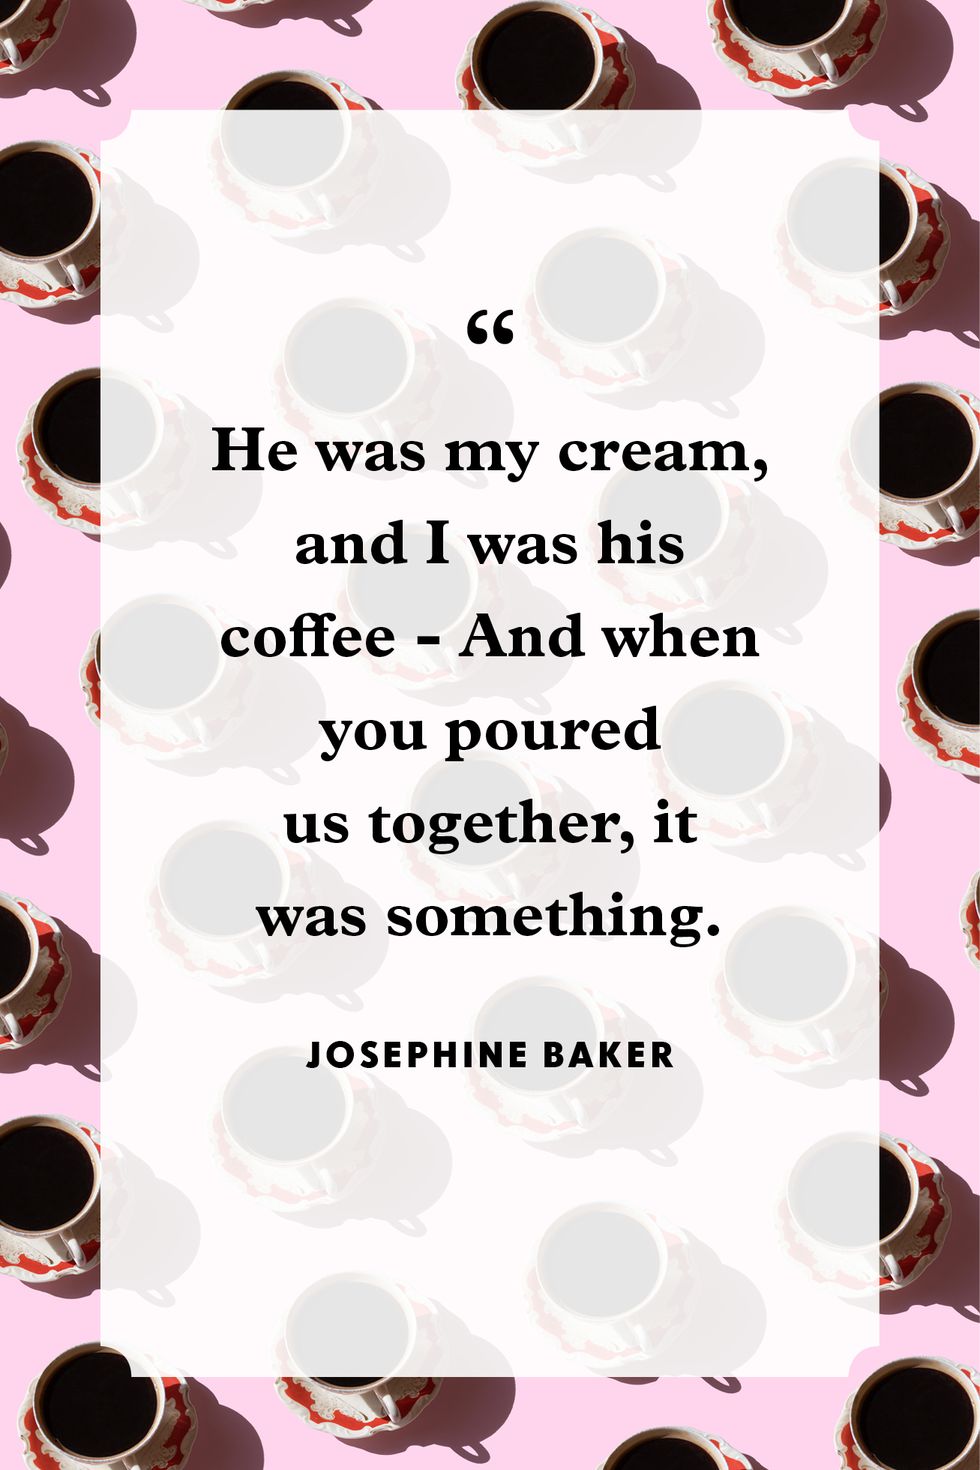 “
He was my cream,
and I was his
coffee – And when
you poured
us together, it
was something.
JOSEPHINE BAKER